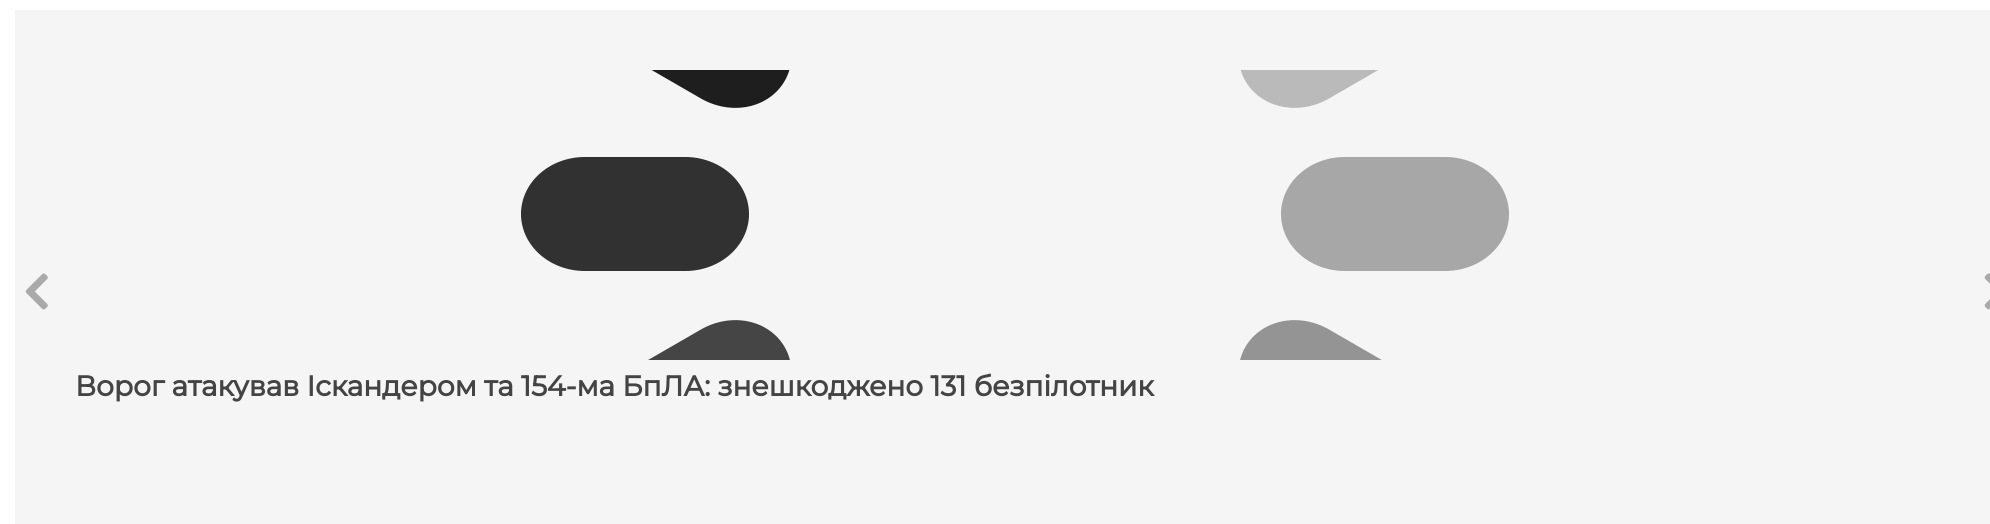 Ворог атакував Іскандером та 154-ма БпЛА: знешкоджено 131 безпілотник